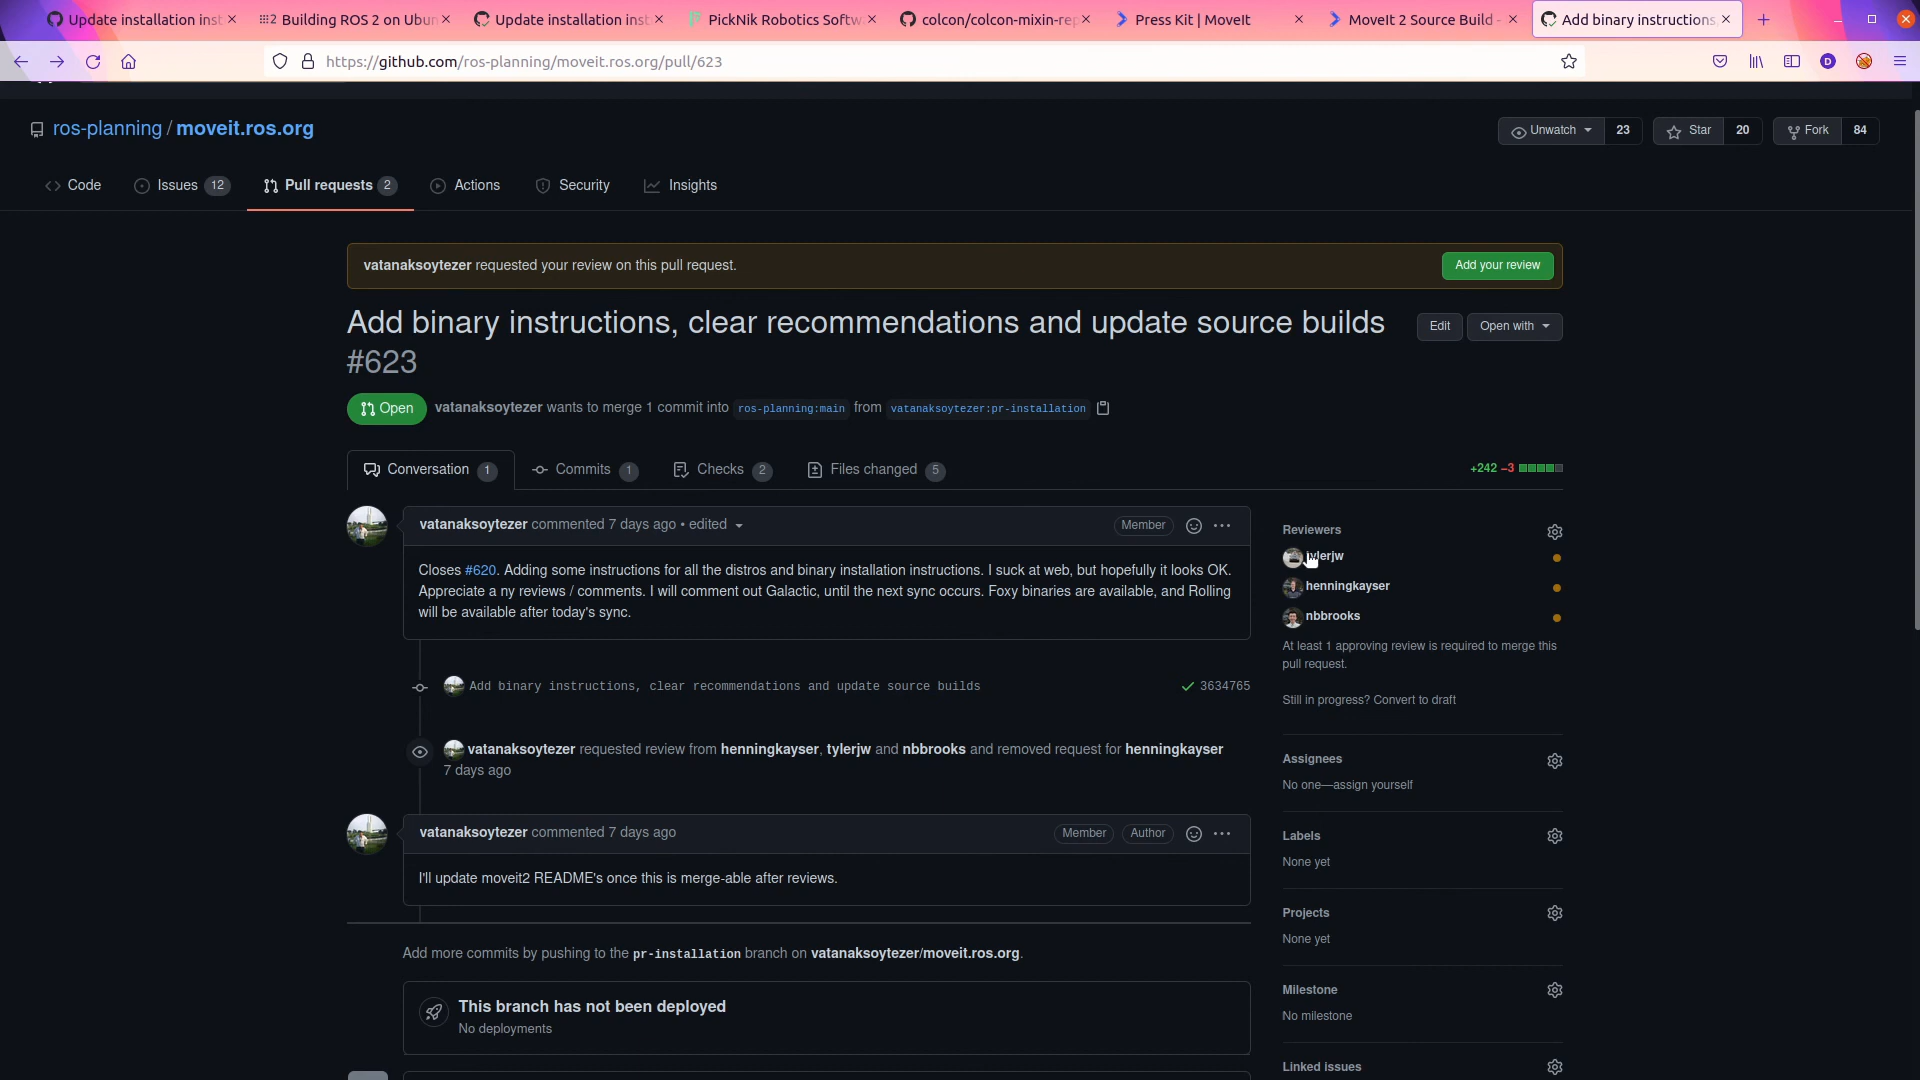 Update installation inst
Building ROS 2 on Ubun
Update installation inst
PickNik Robotics Softw
colcon/colcon-mixin-rep
Press Kit | MoveIt
MoveIt 2 Source Build -
Add binary instructions,
https://github.com/ros-planning/moveit.ros.org/pull/623
D
ros-planning / moveit.ros.org
Unwatch 23
Star 20
Fork 84
Code
Issues 12
Pull requests 2
Actions
Security
Insights
vatanaksoytezer requested your review on this pull request.
Add your review
Add binary instructions, clear recommendations and update source builds
#623
Edit
Open with
Open
vatanaksoytezer wants to merge 1 commit into ros-planning:main from vatanaksoytezer:pr-installation
Conversation 1
Commits 1
Checks 2
Files changed 5
+242 −3
vatanaksoytezer commented 7 days ago • edited
Member
Closes #620. Adding some instructions for all the distros and binary installation instructions. I suck at web, but hopefully it looks OK.
Appreciate a ny reviews / comments. I will comment out Galactic, until the next sync occurs. Foxy binaries are available, and Rolling
will be available after today's sync.
Add binary instructions, clear recommendations and update source builds
3634765
vatanaksoytezer requested review from henningkayser, tylerjw and nbbrooks and removed request for henningkayser
7 days ago
vatanaksoytezer commented 7 days ago
Member
Author
I'll update moveit2 README's once this is merge-able after reviews.
Add more commits by pushing to the pr-installation branch on vatanaksoytezer/moveit.ros.org.
This branch has not been deployed
No deployments
Reviewers
tylerjw
henningkayser
nbbrooks
At least 1 approving review is required to merge this
pull request.
Still in progress? Convert to draft
Assignees
No one—assign yourself
Labels
None yet
Projects
None yet
Milestone
No milestone
Linked issues